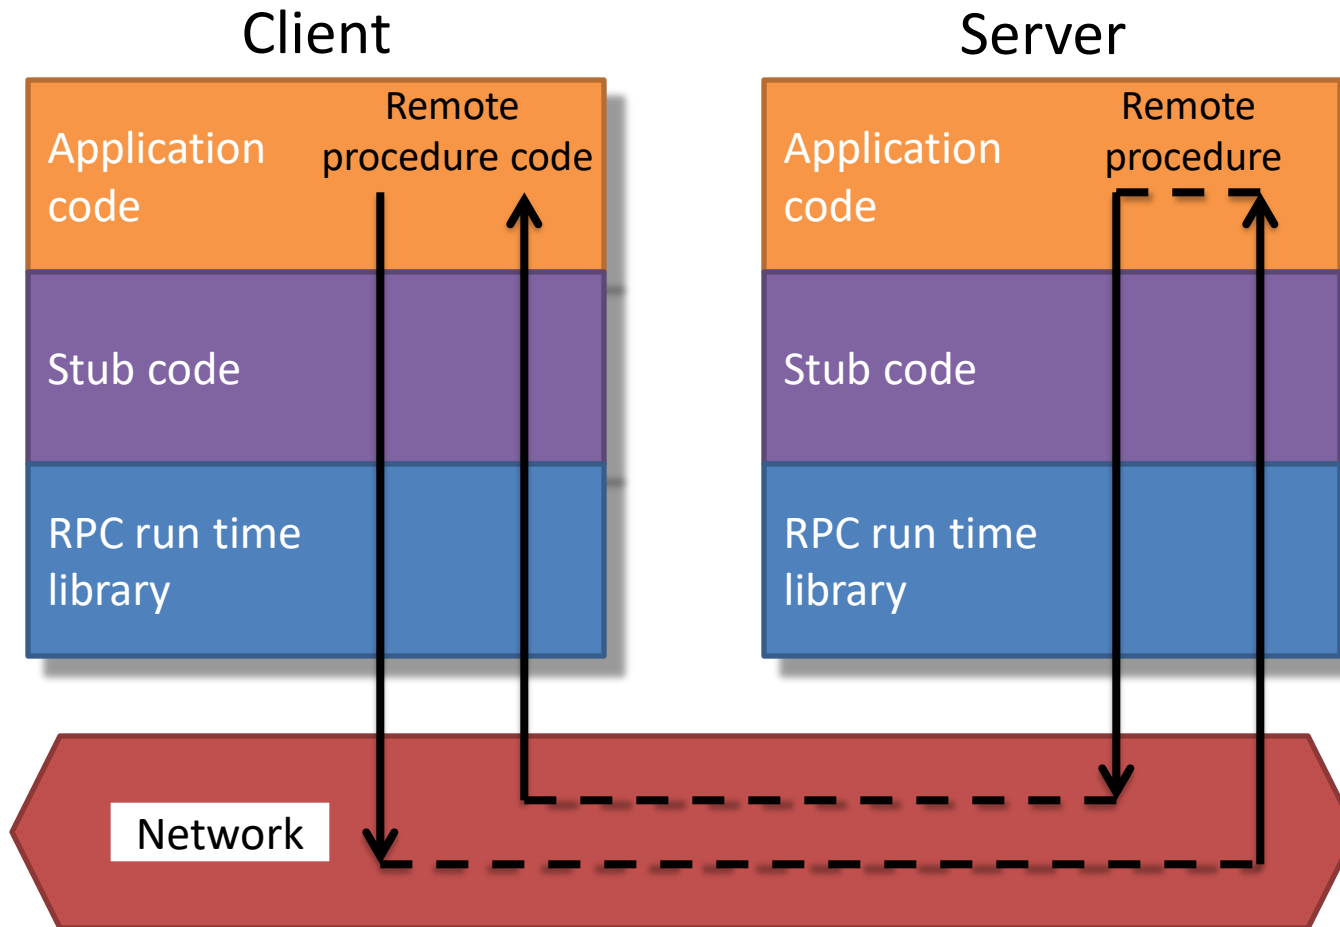 Client
Server
Application
code
Remote
procedure code
Application
code
Remote
procedure
Stub code
Stub code
RPC run time
library
RPC run time
library
Network